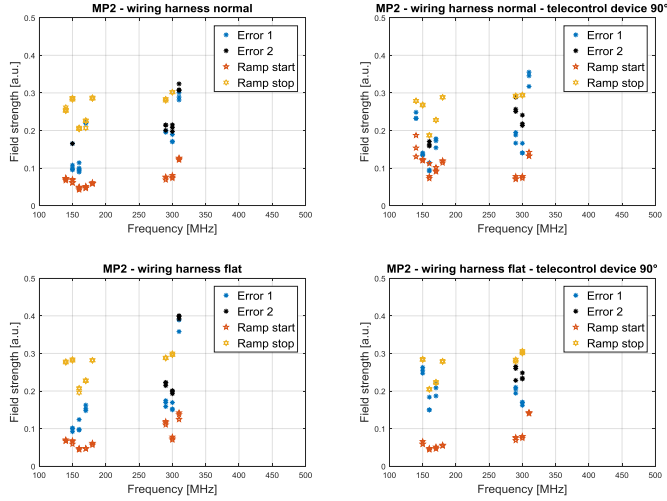 MP2 - wiring harness normal
0.5
0.4
0.3
0.2
0.1
0
Field strength [a.u.]
Error 1
Error 2
Ramp start
Ramp stop
100 150 200 250 300 350 400 450 500
Frequency [MHz]
MP2 - wiring harness normal - telecontrol device 90°
0.5
0.4
0.3
0.2
0.1
0
Field strength [a.u.]
Error 1
Error 2
Ramp start
Ramp stop
100 150 200 250 300 350 400 450 500
Frequency [MHz]
MP2 - wiring harness flat
0.5
0.4
0.3
0.2
0.1
0
Field strength [a.u.]
Error 1
Error 2
Ramp start
Ramp stop
100 150 200 250 300 350 400 450 500
Frequency [MHz]
MP2 - wiring harness flat - telecontrol device 90°
0.5
0.4
0.3
0.2
0.1
0
Field strength [a.u.]
Error 1
Error 2
Ramp start
Ramp stop
100 150 200 250 300 350 400 450 500
Frequency [MHz]